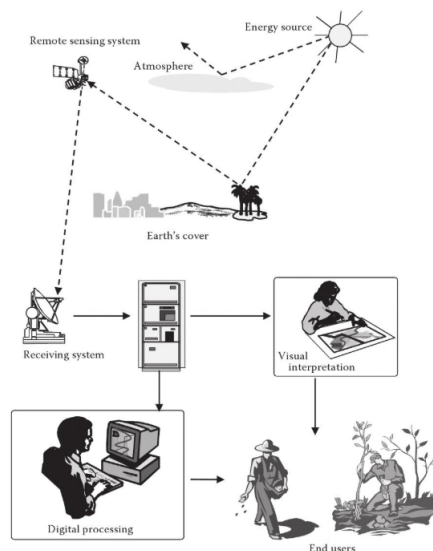 Energy source
Remote sensing system
Atmosphere
Earth's cover
Receiving system
Visual
interpretation
Digital processing
End users